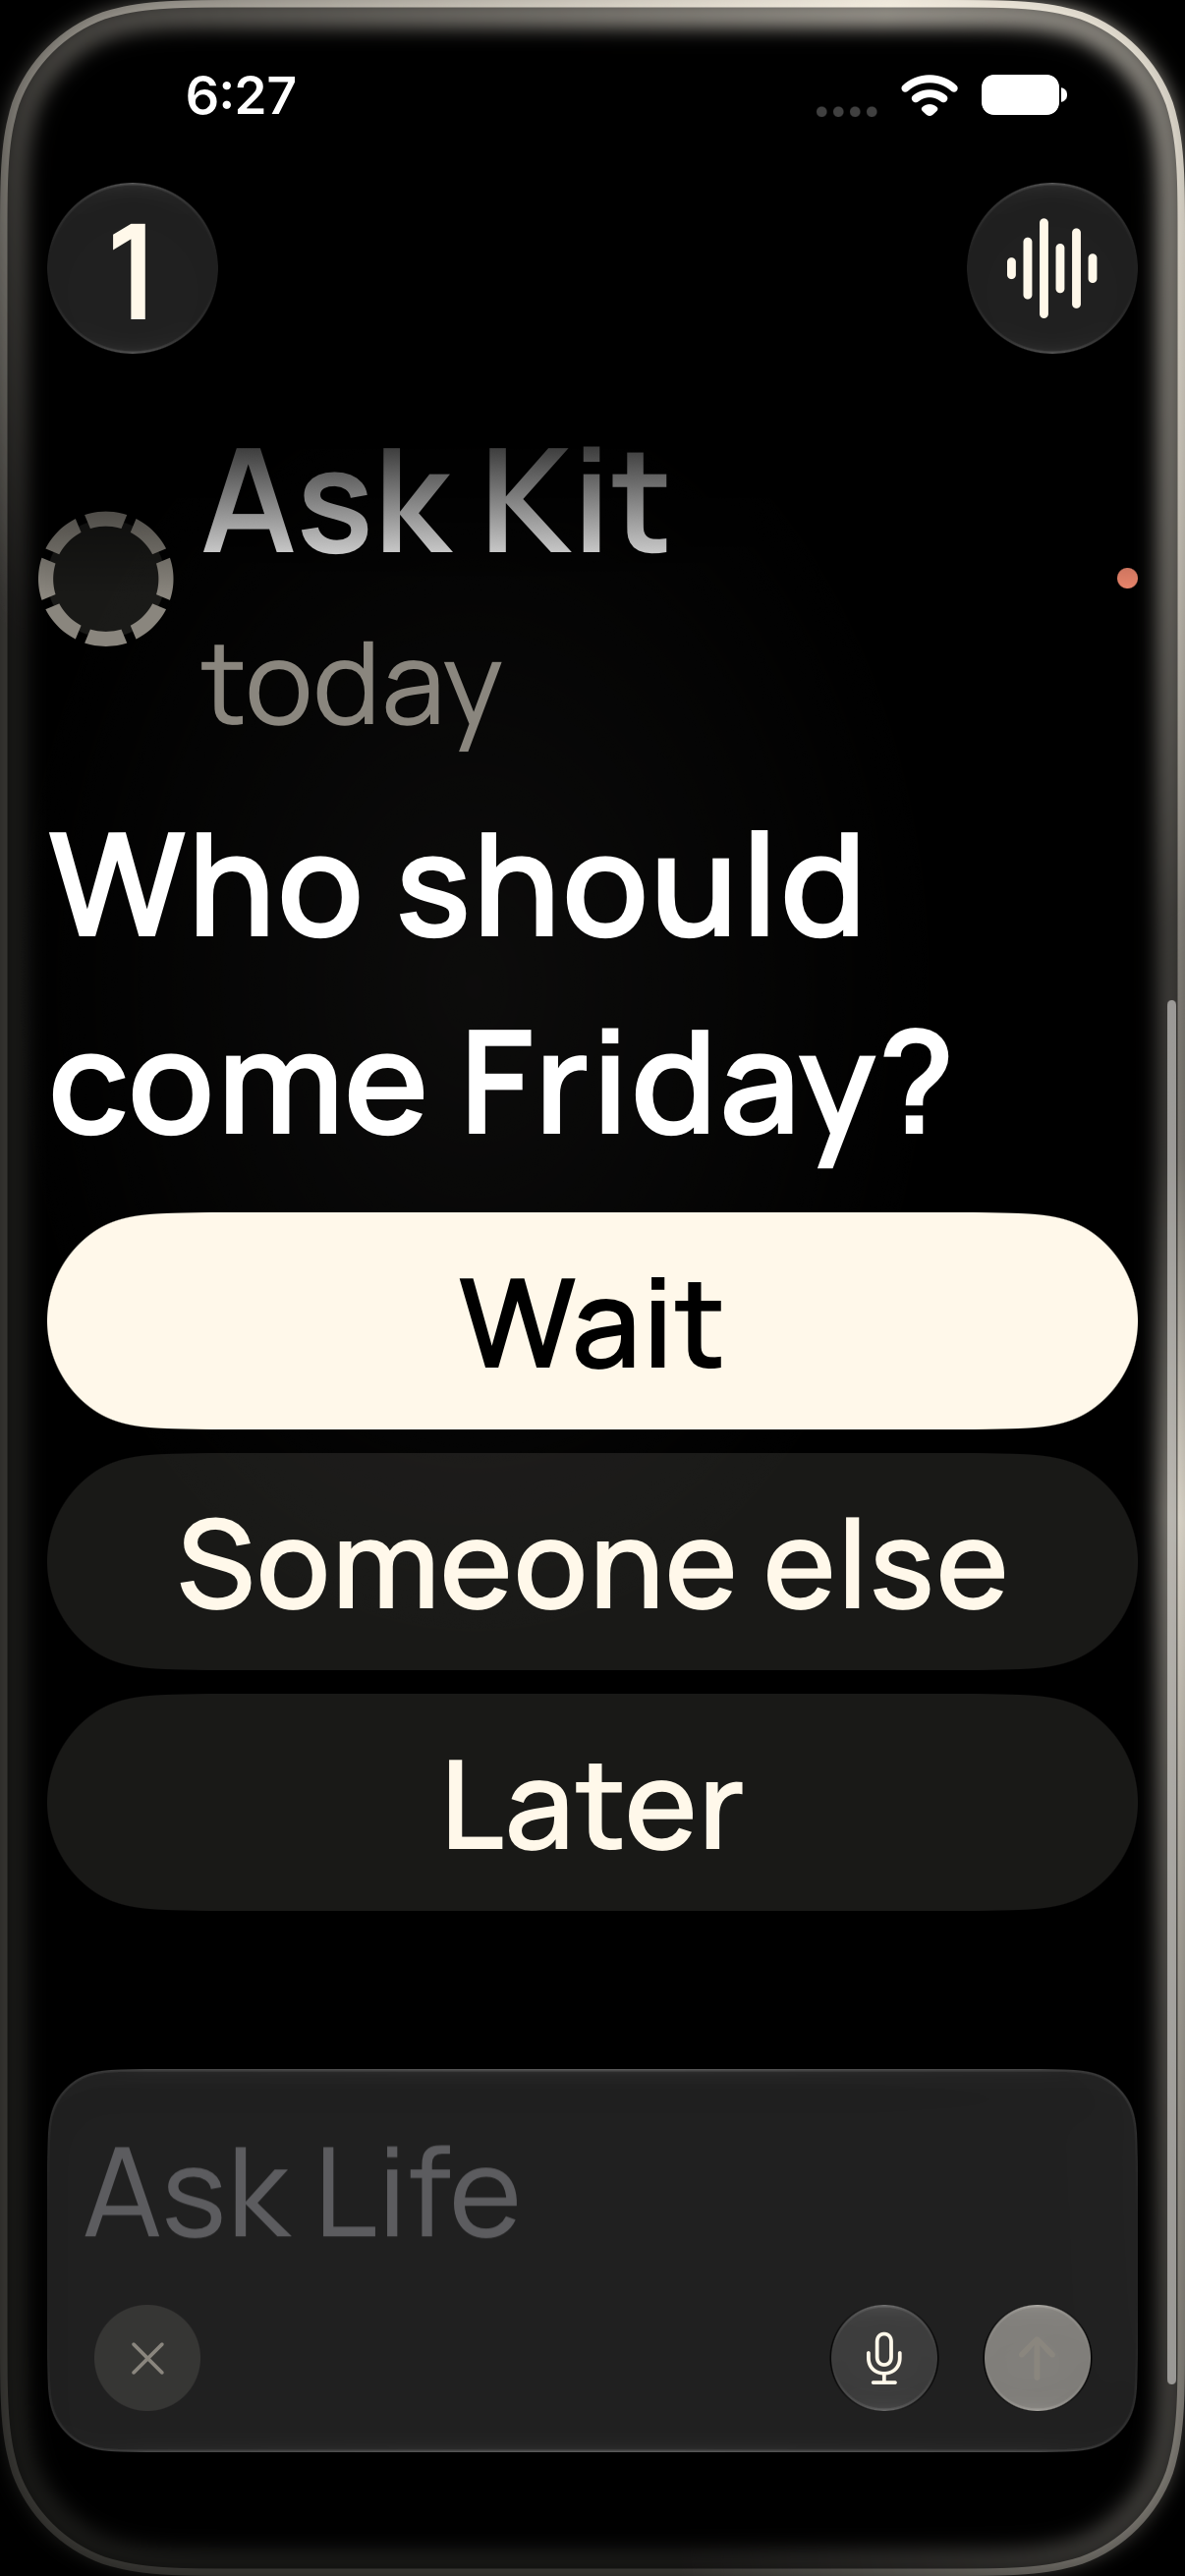 6:27
1
Ask Kit
today
Who should
come Friday?
Wait
Someone else
Later
Ask Life